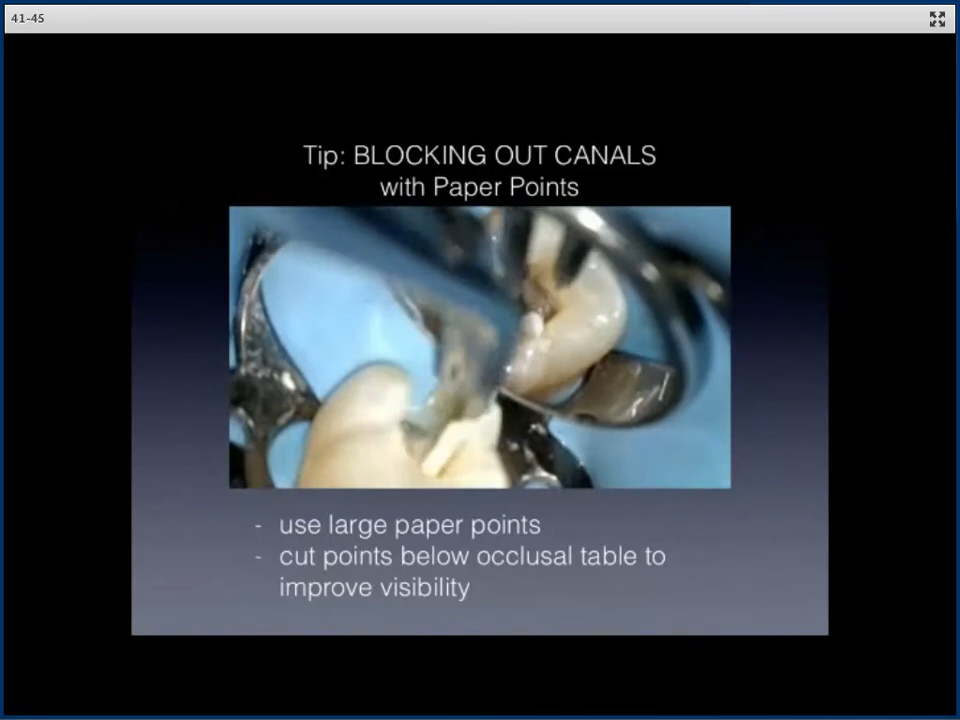 41-45
Tip: BLOCKING OUT CANALS
with Paper Points
- use large paper points
- cut points below occlusal table to
improve visibility